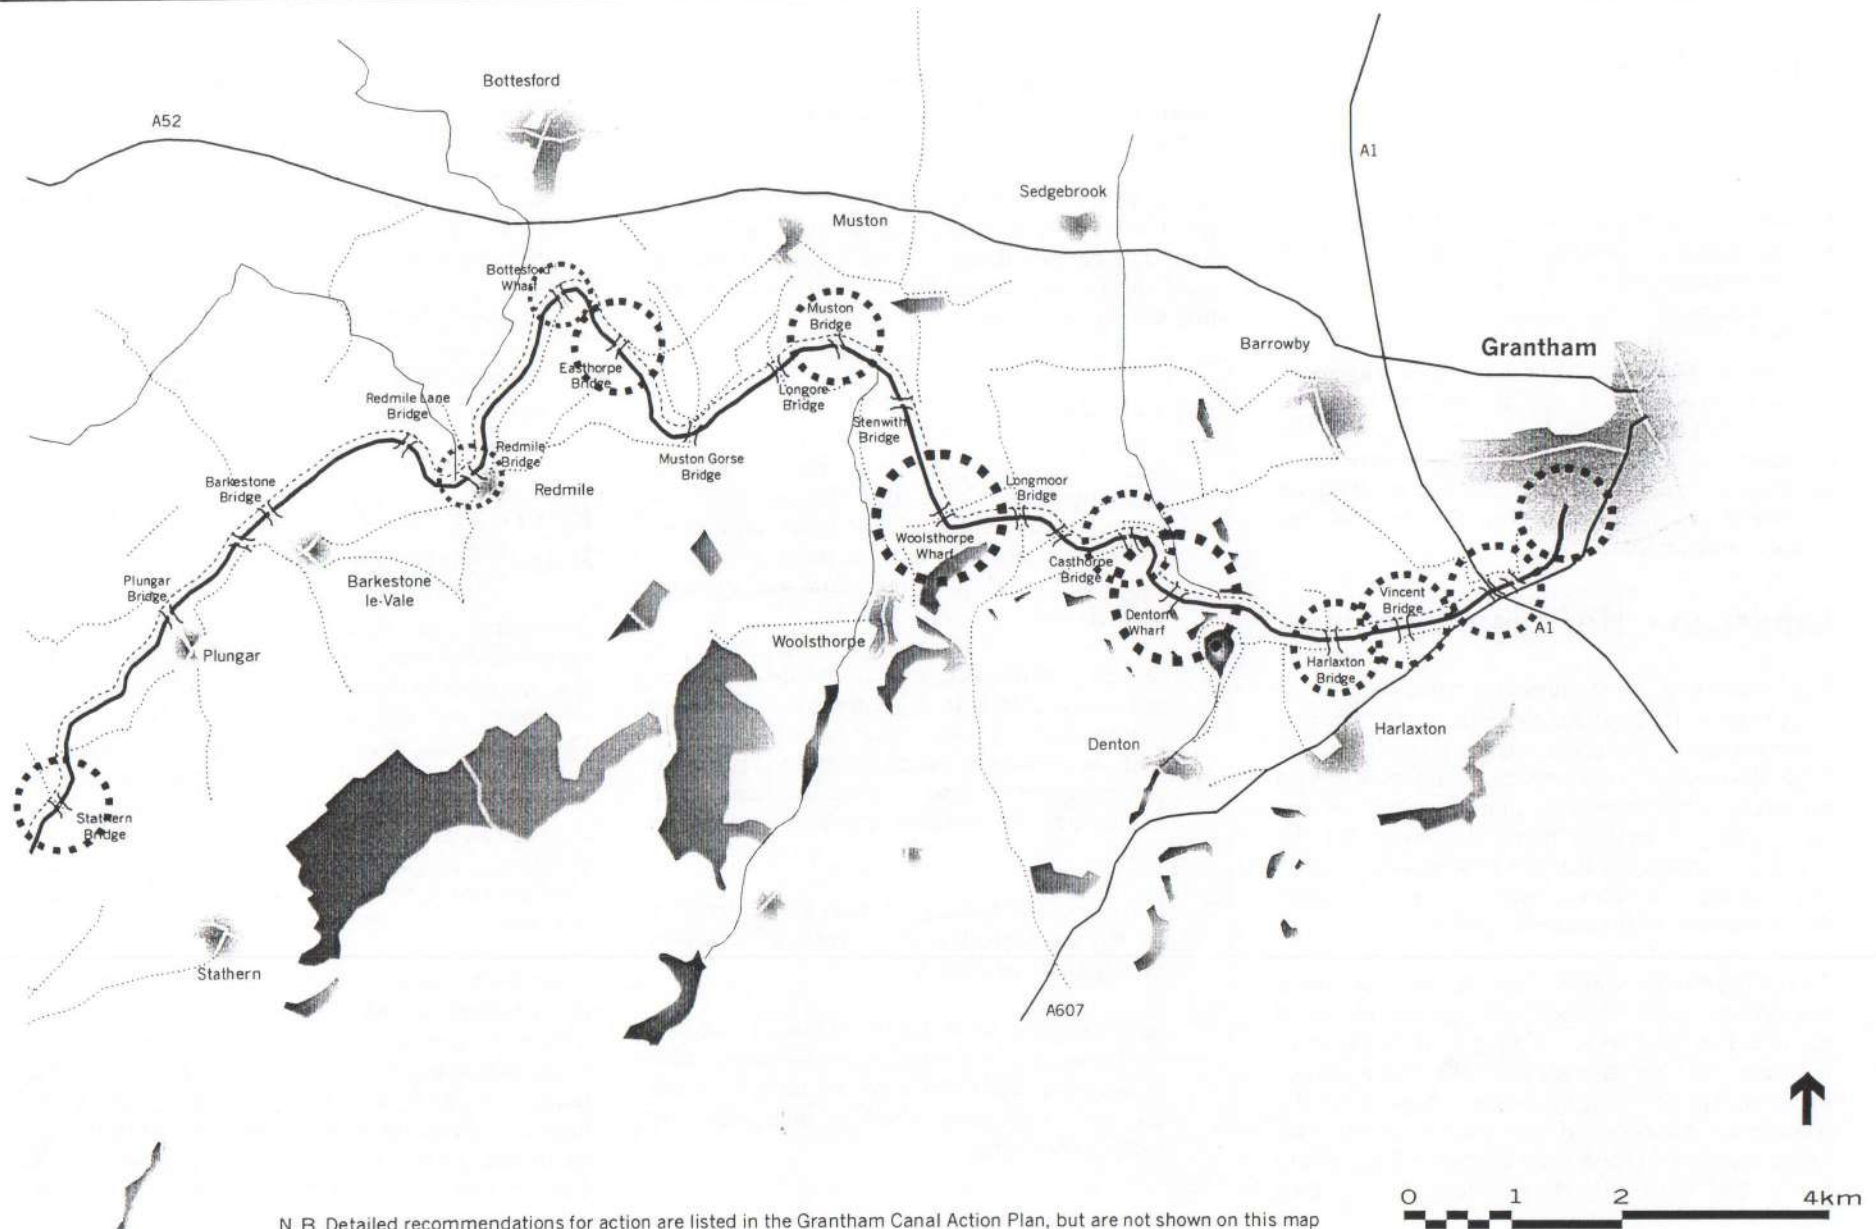 Bottesford
A52
A1
Sedgebrook
Muston
Bottesford
Wharf
Muston
Bridge
Barrowby
Grantham
Easthorpe
Bridge
Redmile Lane
Bridge
Longore
Bridge
Stenwith
Bridge
Redmile
Bridge
Muston Gorse
Bridge
Barkestone
Bridge
Redmile
Longmoor
Bridge
Woolsthorpe
Wharf
Casthorpe
Bridge
Plungar
Bridge
Barkestone
le-Vale
Vincent
Bridge
Denton
Wharf
A1
Woolsthorpe
Plungar
Harlaxton
Bridge
Harlaxton
Denton
Stathern
Bridge
Stathern
A607
0 1 2 4km
N.B. Detailed recommendations for action are listed in the Grantham Canal Action Plan, but are not shown on this map